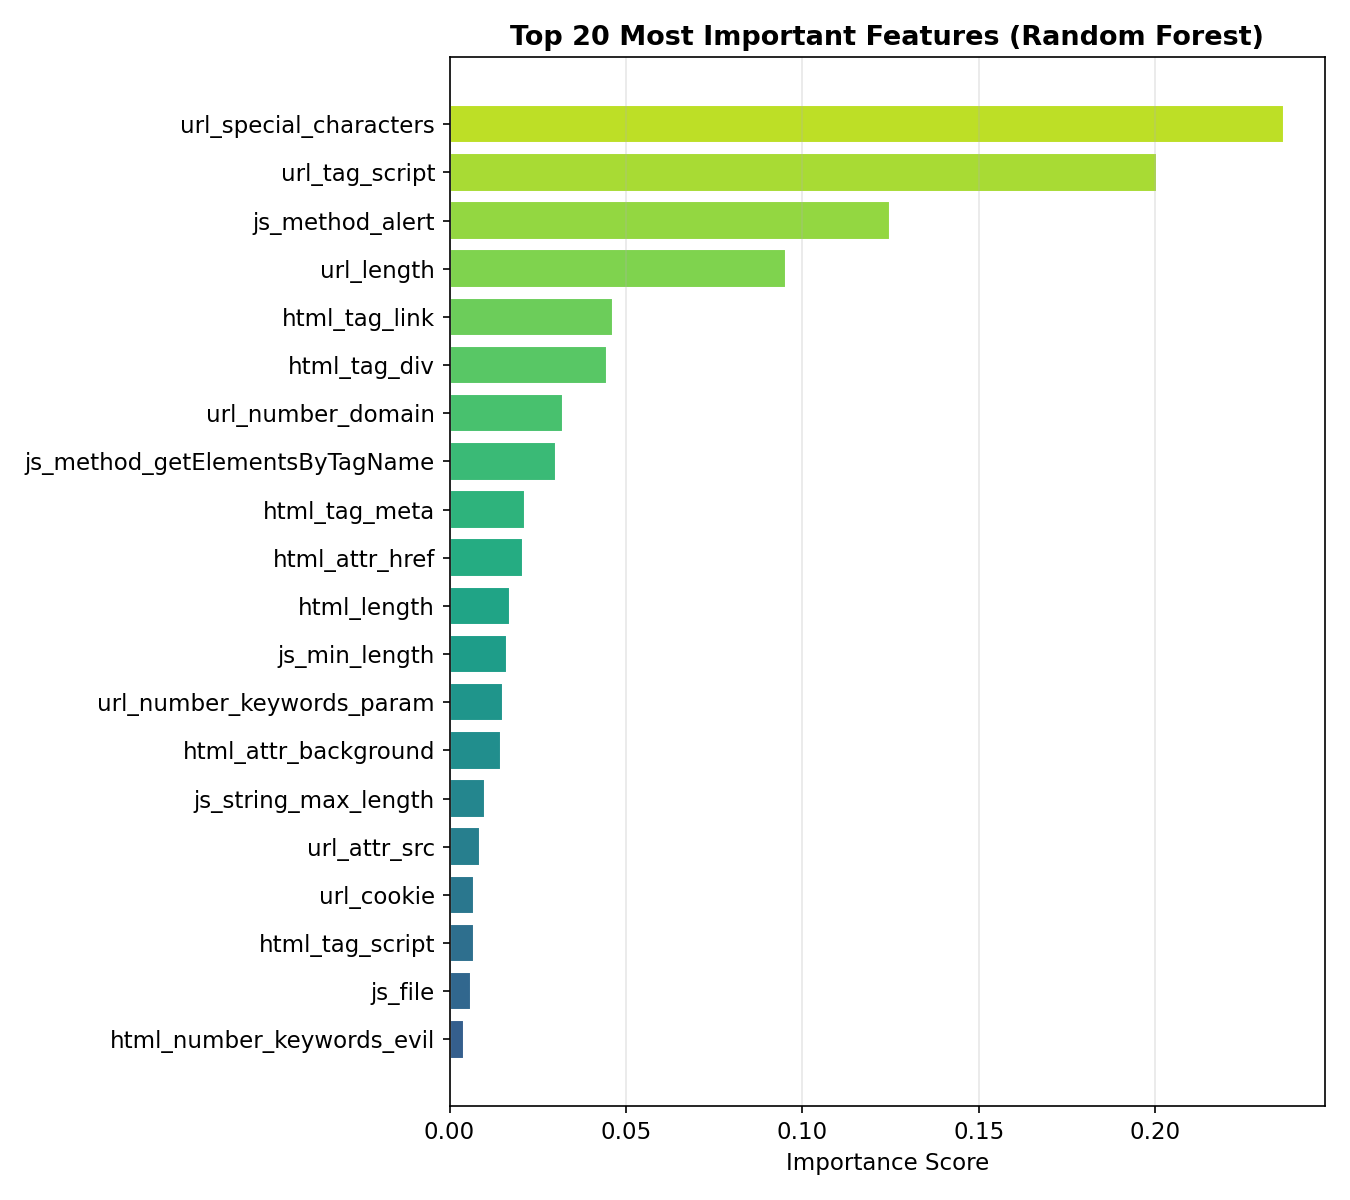 Top 20 Most Important Features (Random Forest)
url_special_characters
url_tag_script
js_method_alert
url_length
html_tag_link
html_tag_div
url_number_domain
js_method_getElementsByTagName
html_tag_meta
html_attr_href
html_length
js_min_length
url_number_keywords_param
html_attr_background
js_string_max_length
url_attr_src
url_cookie
html_tag_script
js_file
html_number_keywords_evil
0.00 0.05 0.10 0.15 0.20
Importance Score